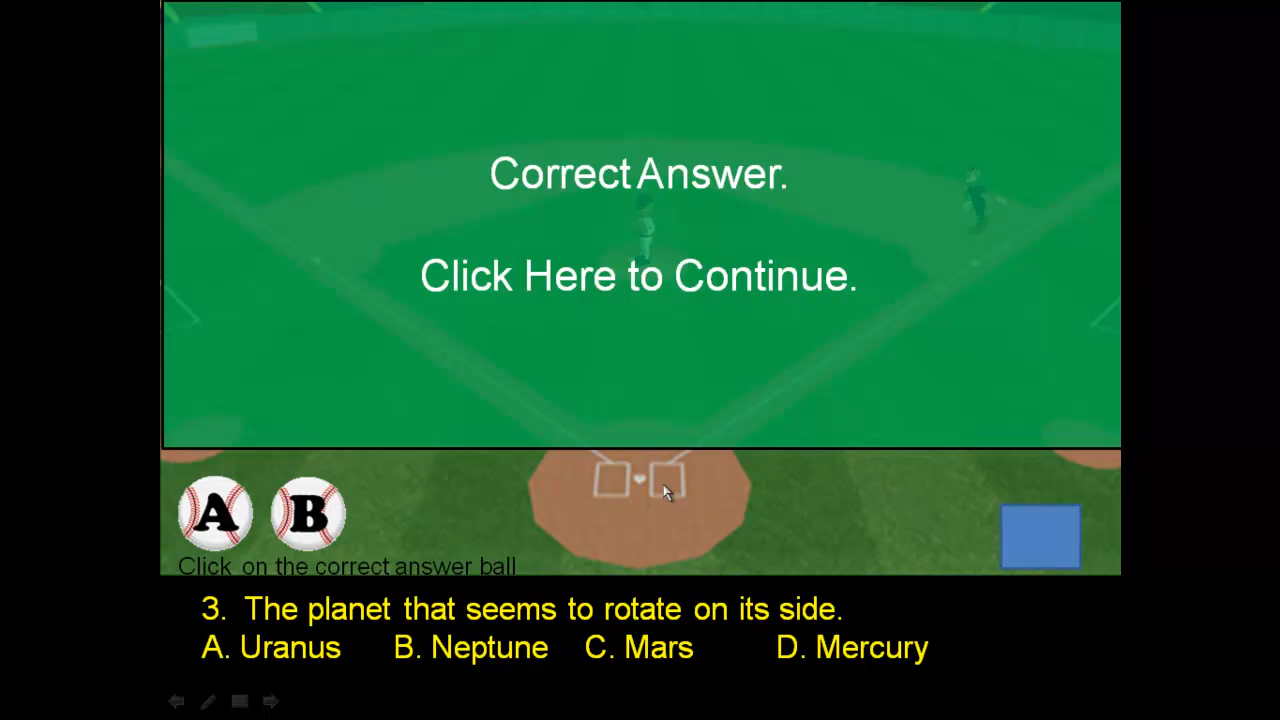 Correct Answer.
Click Here to Continue.
A B
Click on the correct answer ball
3. The planet that seems to rotate on its side.
A. Uranus B. Neptune C. Mars D. Mercury